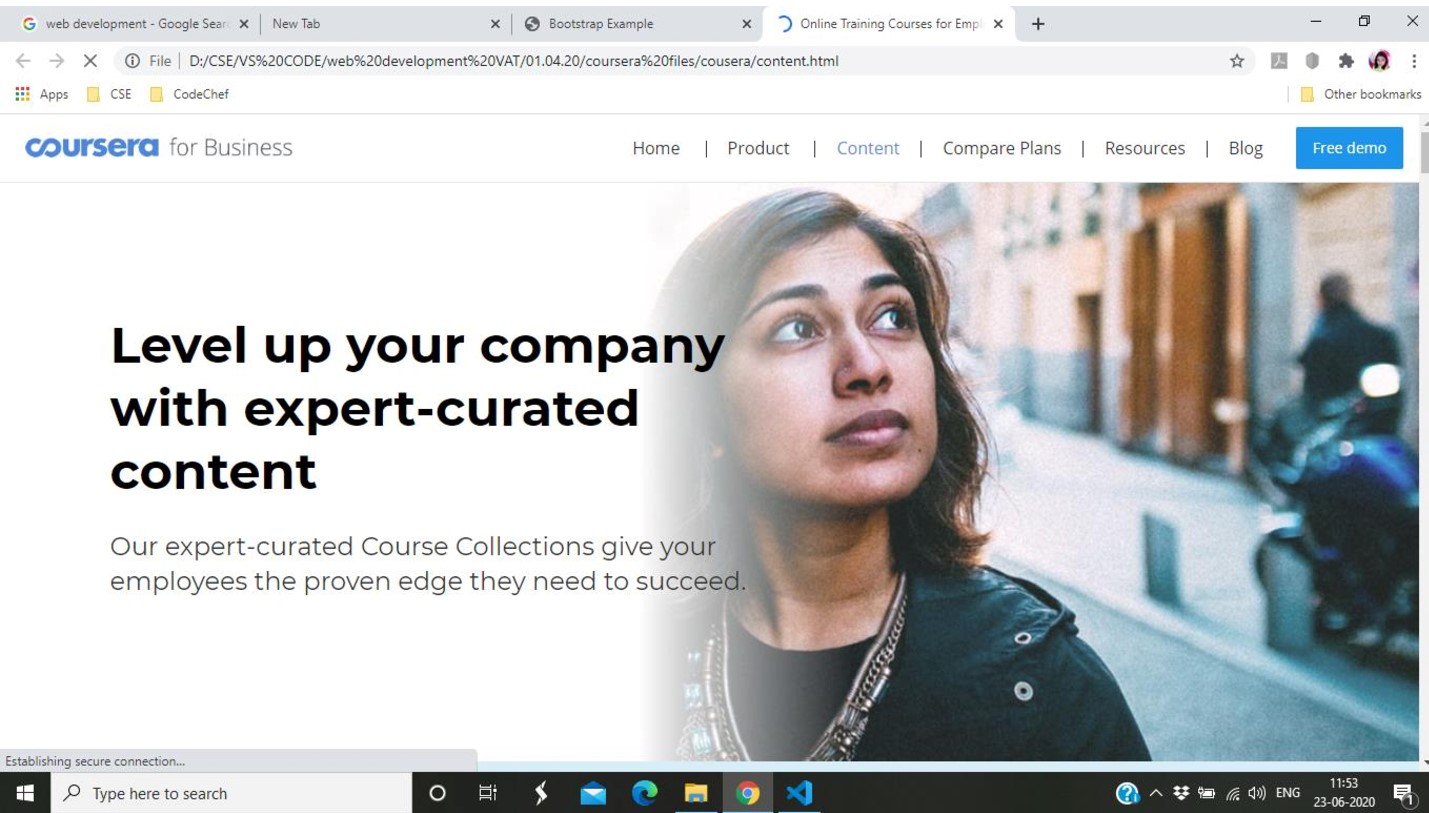 web development - Google Sear
New Tab
Bootstrap Example
Online Training Courses for Emp
File D:/CSE/VS%20CODE/web%20development%20VAT/01.04.20/coursera%20files/cousera/content.html
Apps CSE CodeChef Other bookmarks
coursera for Business
Home | Product | Content | Compare Plans | Resources | Blog Free demo
Level up your company
with expert-curated
content
Our expert-curated Course Collections give your
employees the proven edge they need to succeed.
Establishing secure connection...
Type here to search
ENG
11:53
23-06-2020
1